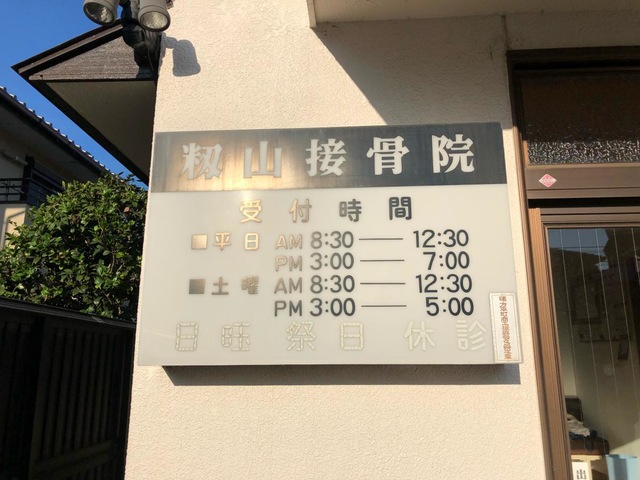 籾山接骨院
受付時間
■平日 AM 8:30 ── 12:30
PM 3:00 ── 7:00
■土曜 AM 8:30 ── 12:30
PM 3:00 ── 5:00
日旺 祭日 休診
出